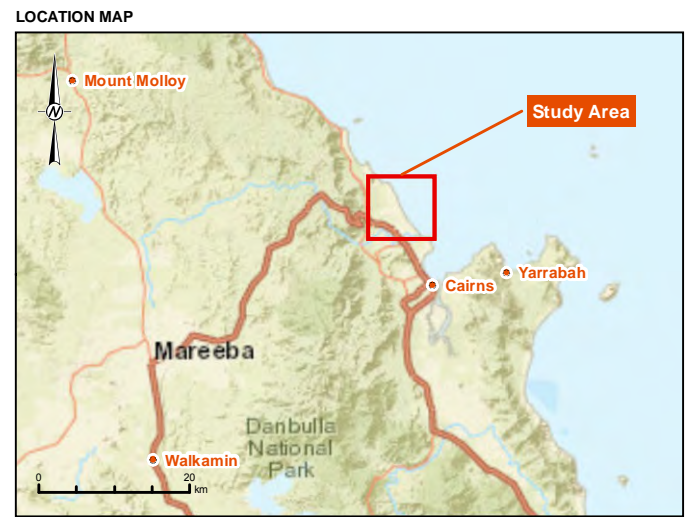 LOCATION MAP
Mount Molloy
N
Study Area
Yarrabah
Cairns
Mareeba
Danbulla
National
Park
Walkamin
0
20
km